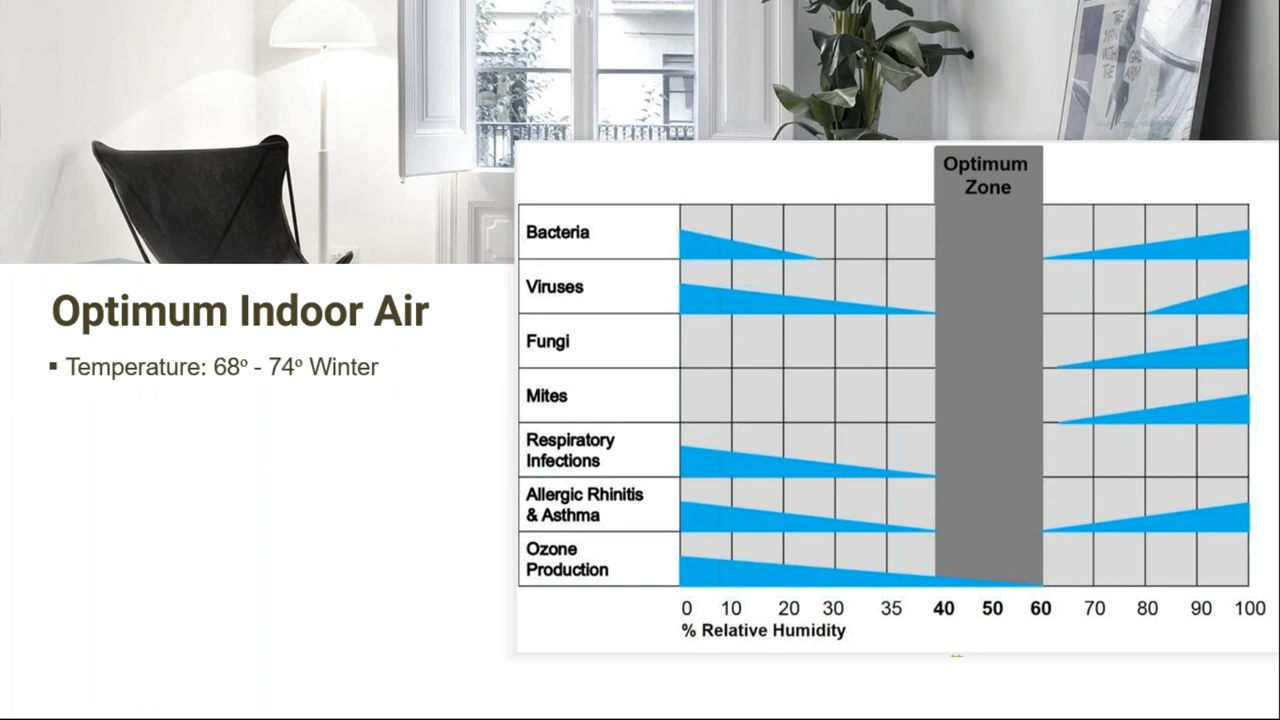 Optimum Indoor Air
▪ Temperature: 68º - 74º Winter
Optimum
Zone
Bacteria
Viruses
Fungi
Mites
Respiratory
Infections
Allergic Rhinitis
& Asthma
Ozone
Production
0 10 20 30 35 40 50 60 70 80 90 100
% Relative Humidity